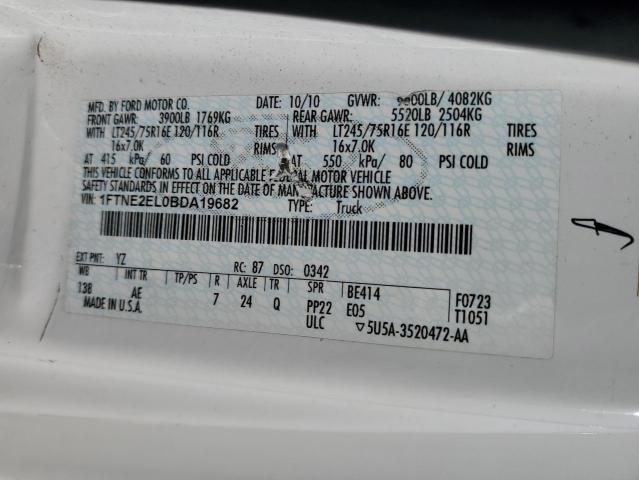 MFD. BY FORD MOTOR CO. DATE: 10/10 GVWR: 9000LB/ 4082KG
FRONT GAWR: 3900LB 1769KG REAR GAWR: 5520LB 2504KG
WITH LT245/75R16E 120/116R TIRES WITH LT245/75R16E 120/116R TIRES
16x7.0K RIMS 16x7.0K RIMS
AT 415 kPa/ 60 PSI COLD AT 550 kPa/ 80 PSI COLD
THIS VEHICLE CONFORMS TO ALL APPLICABLE FEDERAL MOTOR VEHICLE
SAFETY STANDARDS IN EFFECT ON THE DATE OF MANUFACTURE SHOWN ABOVE.
VIN: 1FTNE2EL0BDA19682 TYPE: Truck
EXT PNT: YZ RC: 87 DSO: 0342
WB INT TR TP/PS R AXLE TR SPR BE414 F0723
138 AE 7 24 Q PP22 E05 T1051
MADE IN U.S.A. ULC 5U5A-3520472-AA